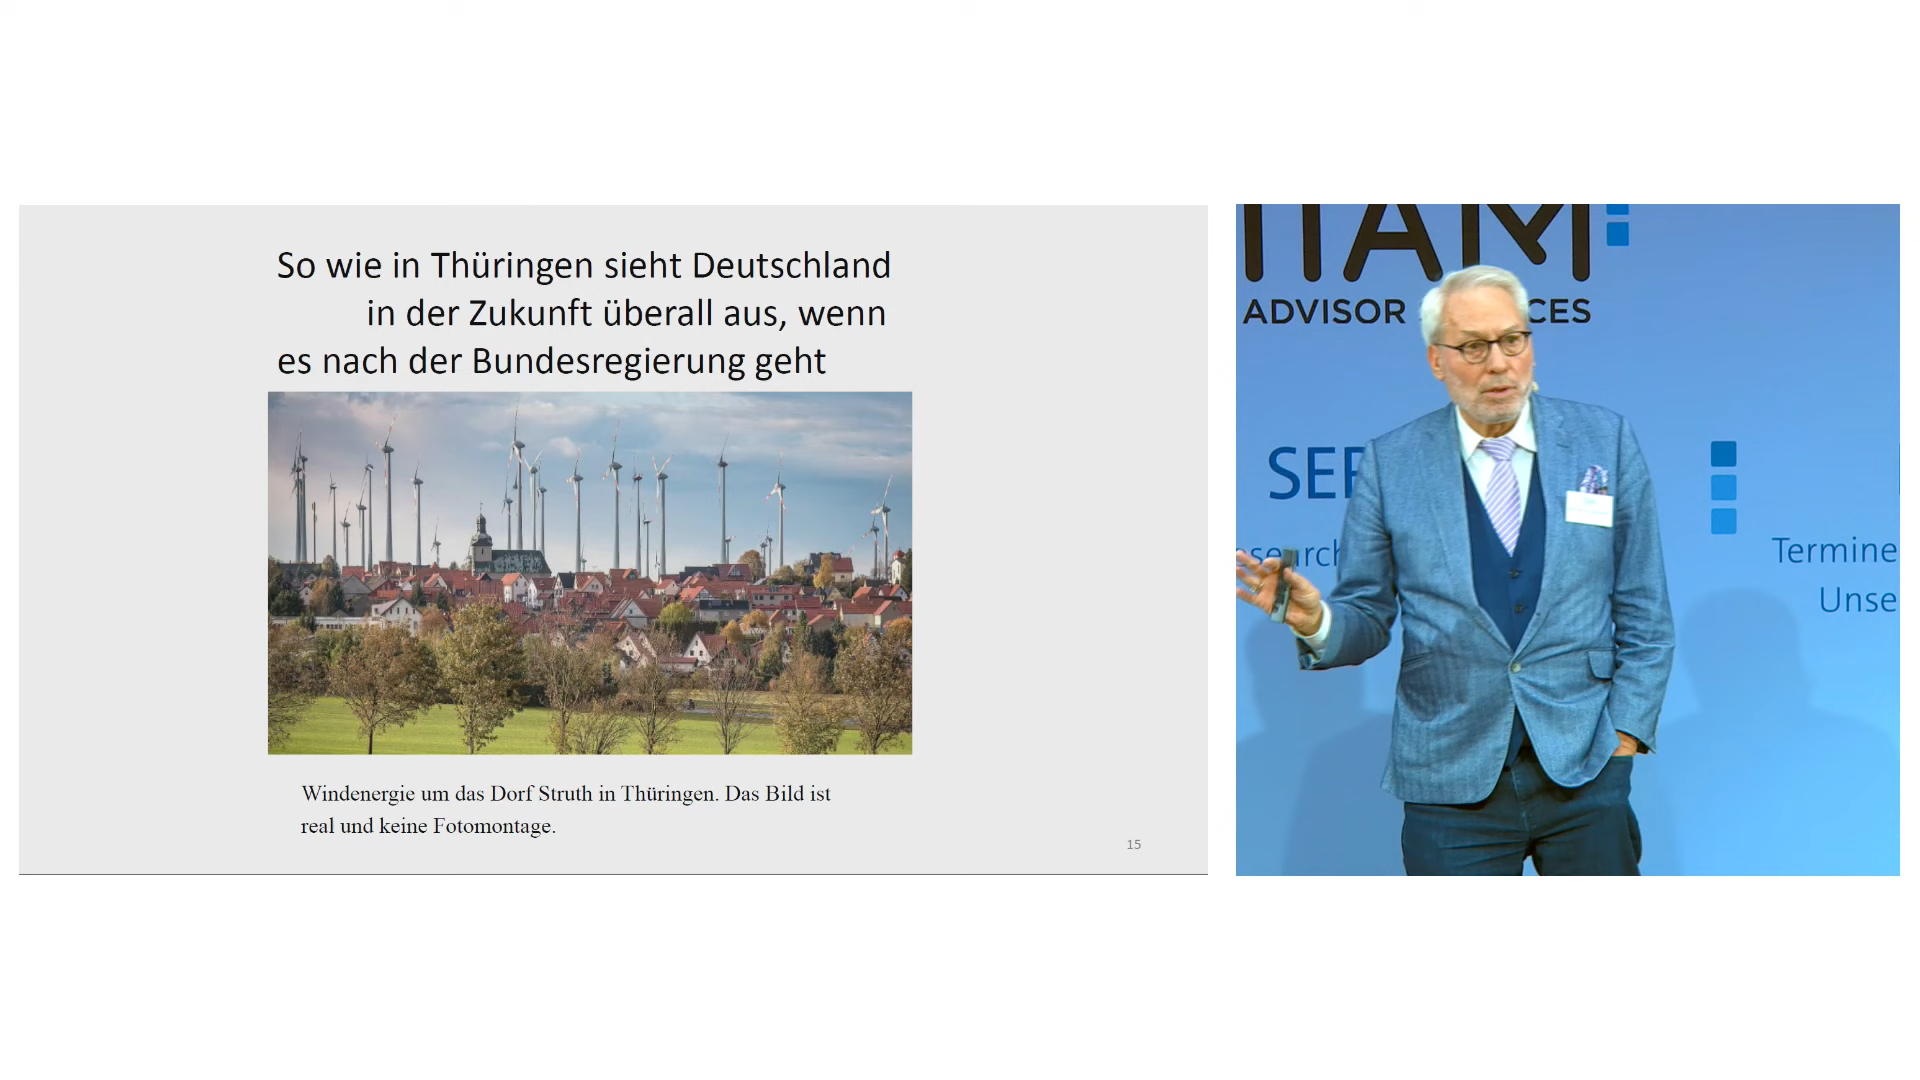 So wie in Thüringen sieht Deutschland
in der Zukunft überall aus, wenn
es nach der Bundesregierung geht
Windenergie um das Dorf Struth in Thüringen. Das Bild ist
real und keine Fotomontage.
15
ADVISOR
Termine
Unse